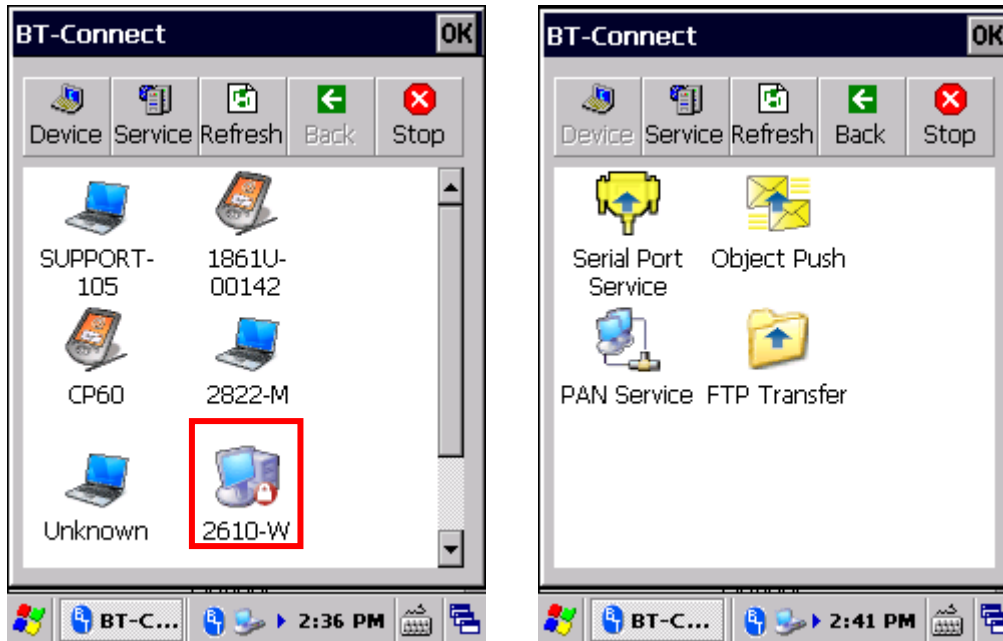 BT-Connect
OK
Device Service Refresh Back Stop
SUPPORT-
105
1861U-
00142
CP60
2822-M
Unknown
2610-W
BT-C...
2:36 PM
BT-Connect
OK
Device Service Refresh Back Stop
Serial Port
Service
Object Push
PAN Service
FTP Transfer
BT-C...
2:41 PM